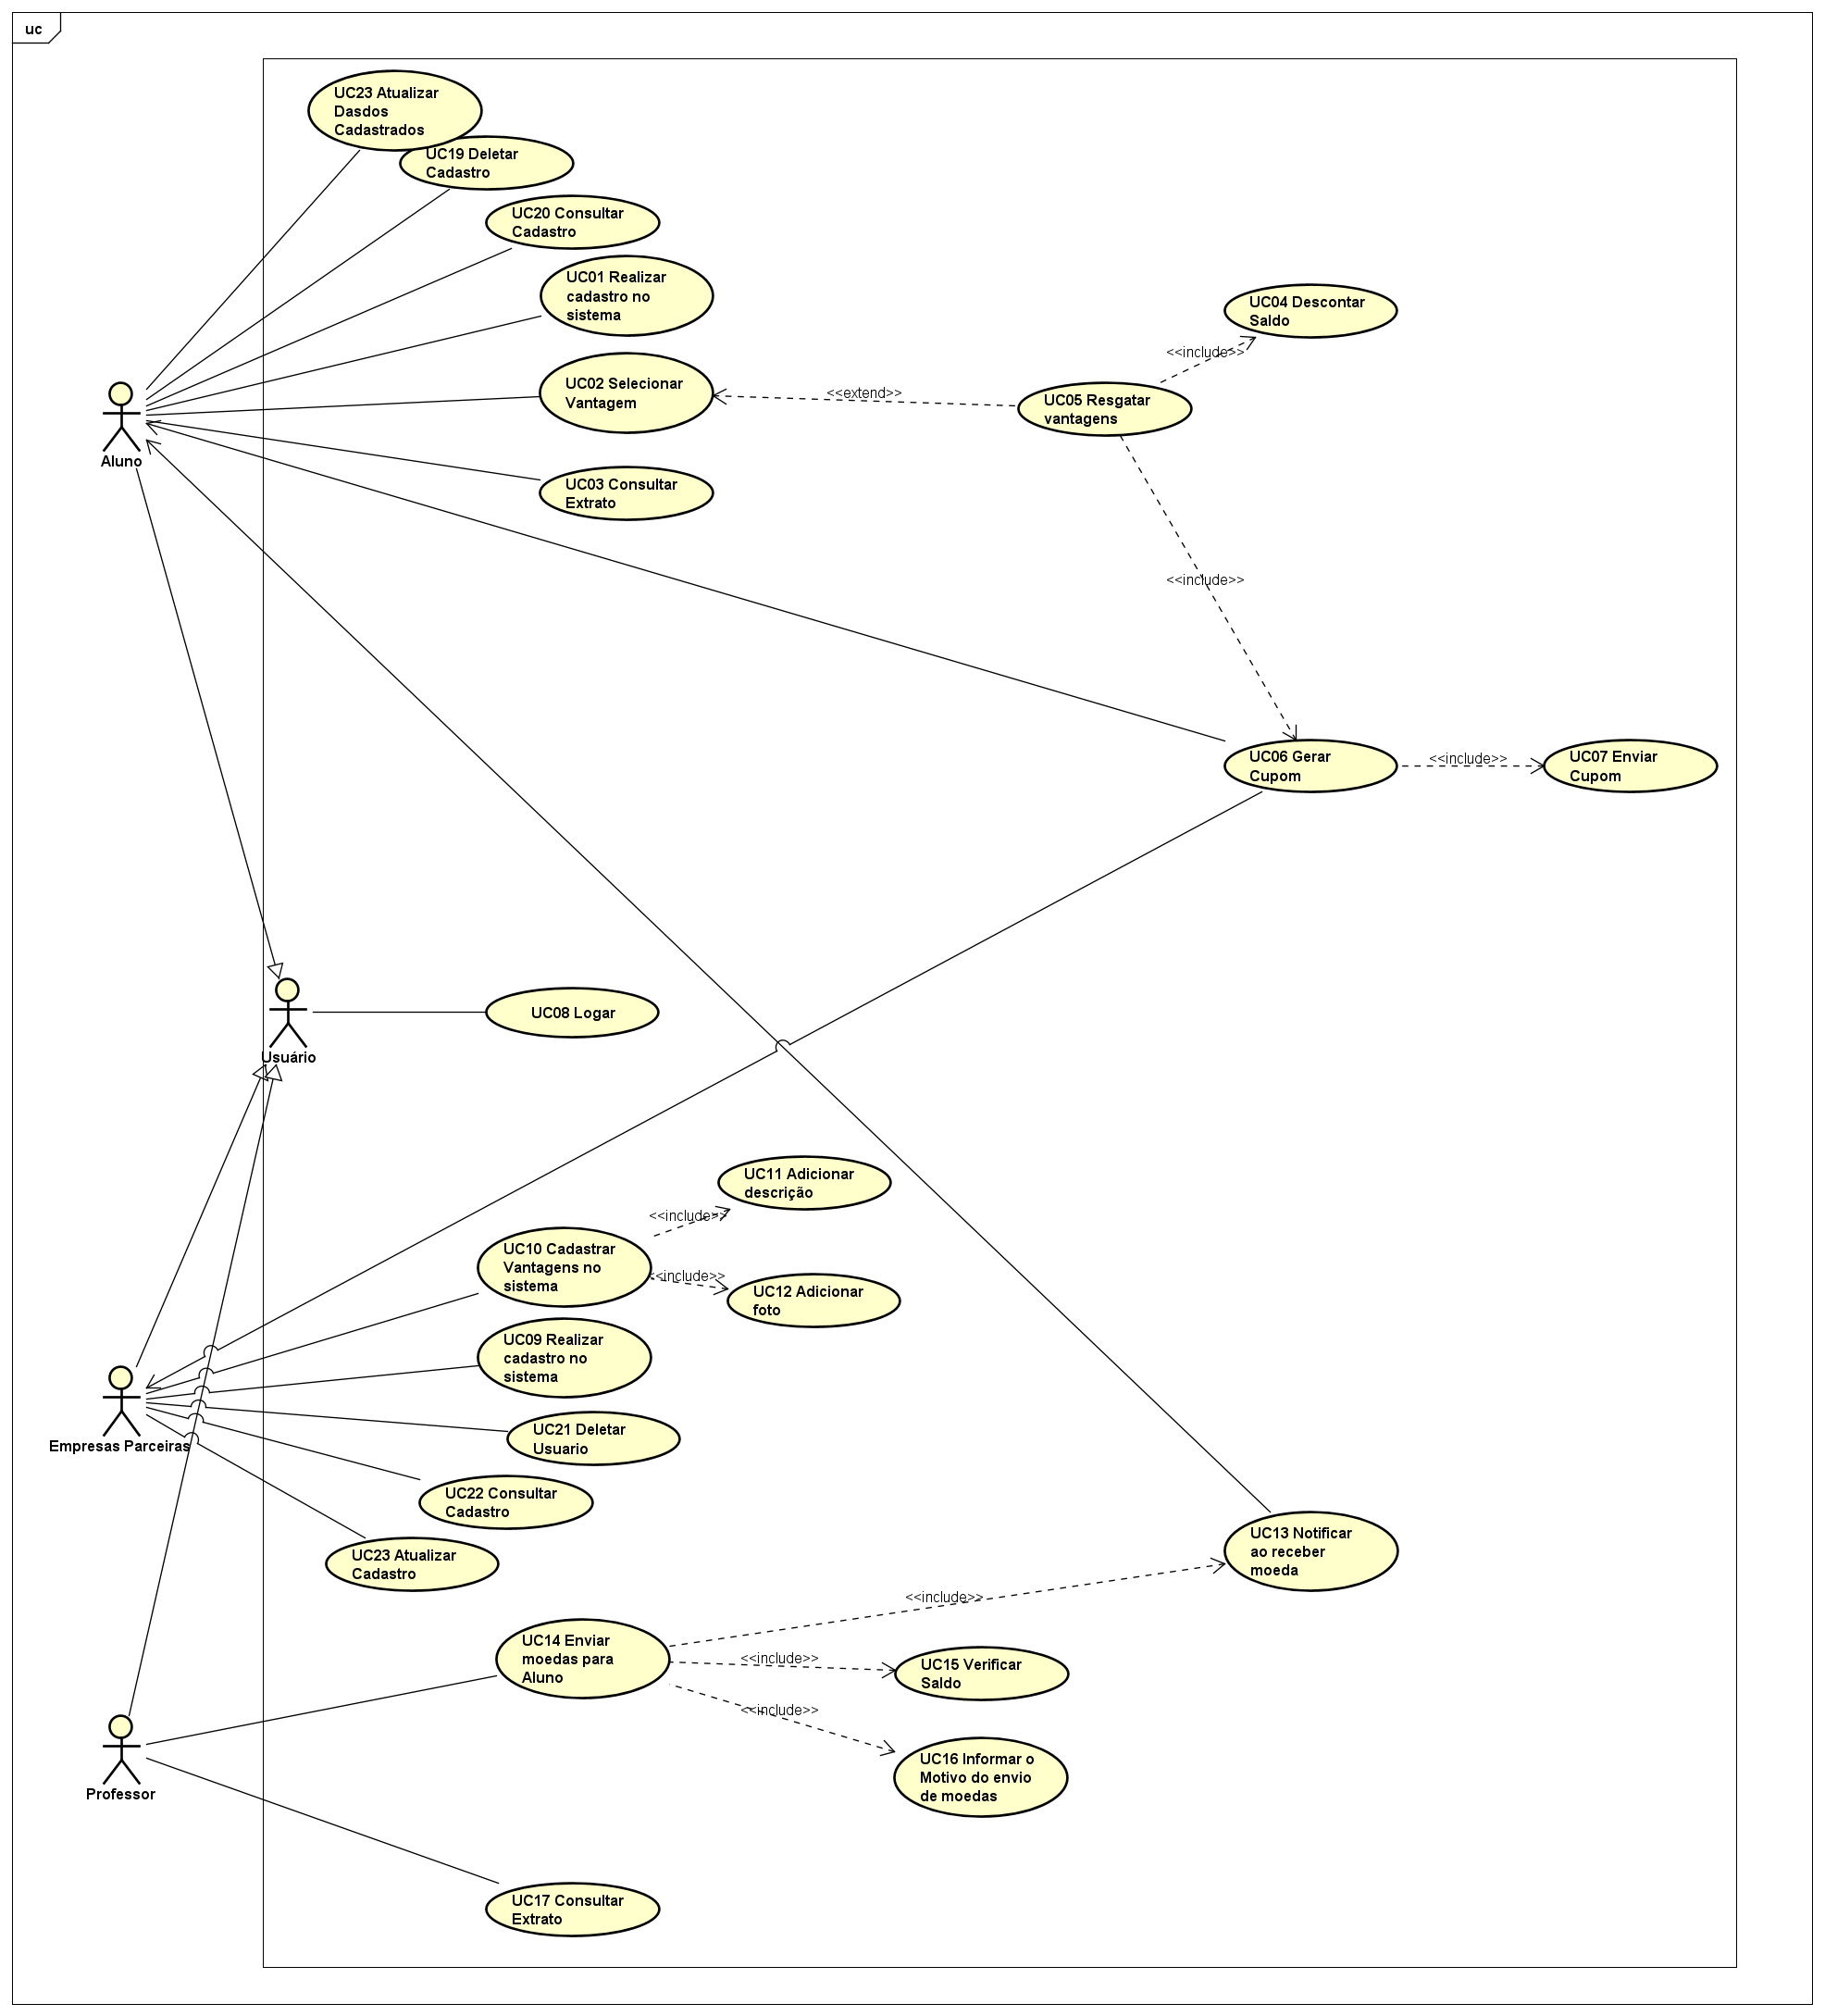 uc
UC23 Atualizar
Dasdos
Cadastrados
UC19 Deletar
Cadastro
UC20 Consultar
Cadastro
UC01 Realizar
cadastro no
sistema
UC04 Descontar
Saldo
<<include>>
UC02 Selecionar
Vantagem
<<extend>>
UC05 Resgatar
vantagens
Aluno
UC03 Consultar
Extrato
<<include>>
UC06 Gerar
Cupom
<<include>>
UC07 Enviar
Cupom
UC08 Logar
Usuário
UC11 Adicionar
descrição
<<include>>
UC10 Cadastrar
Vantagens no
sistema
<<include>>
UC12 Adicionar
foto
UC09 Realizar
cadastro no
sistema
Empresas Parceiras
UC21 Deletar
Usuario
UC22 Consultar
Cadastro
UC23 Atualizar
Cadastro
UC13 Notificar
ao receber
moeda
<<include>>
UC14 Enviar
moedas para
Aluno
<<include>>
UC15 Verificar
Saldo
<<include>>
UC16 Informar o
Motivo do envio
de moedas
Professor
UC17 Consultar
Extrato